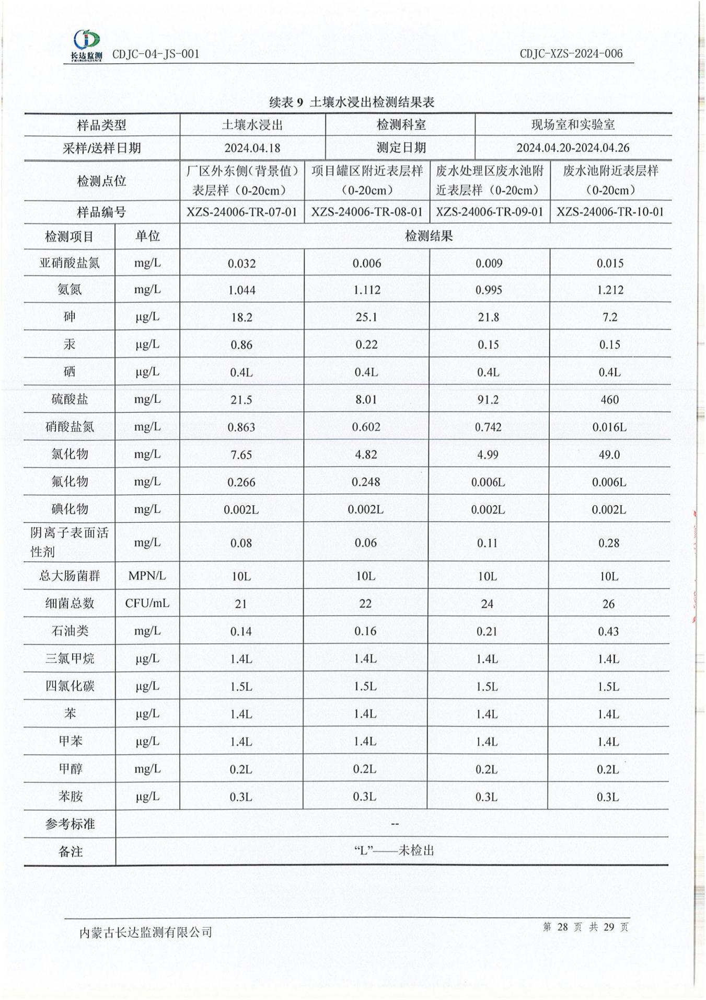 长达监测 CDJC-04-JS-001 CDJC-XZS-2024-006
CHANGDAJIANCE
续表 9 土壤水浸出检测结果表
样品类型 土壤水浸出 检测科室 现场室和实验室
采样/送样日期 2024.04.18 测定日期 2024.04.20-2024.04.26
检测点位 厂区外东侧（背景值）表层样（0-20cm） 项目罐区附近表层样（0-20cm） 废水处理区废水池附近表层样（0-20cm） 废水池附近表层样（0-20cm）
样品编号 XZS-24006-TR-07-01 XZS-24006-TR-08-01 XZS-24006-TR-09-01 XZS-24006-TR-10-01
检测项目 单位 检测结果
亚硝酸盐氮 mg/L 0.032 0.006 0.009 0.015
氨氮 mg/L 1.044 1.112 0.995 1.212
砷 μg/L 18.2 25.1 21.8 7.2
汞 μg/L 0.86 0.22 0.15 0.15
硒 μg/L 0.4L 0.4L 0.4L 0.4L
硫酸盐 mg/L 21.5 8.01 91.2 460
硝酸盐氮 mg/L 0.863 0.602 0.742 0.016L
氯化物 mg/L 7.65 4.82 4.99 49.0
氟化物 mg/L 0.266 0.248 0.006L 0.006L
碘化物 mg/L 0.002L 0.002L 0.002L 0.002L
阴离子表面活性剂 mg/L 0.08 0.06 0.11 0.28
总大肠菌群 MPN/L 10L 10L 10L 10L
细菌总数 CFU/mL 21 22 24 26
石油类 mg/L 0.14 0.16 0.21 0.43
三氯甲烷 μg/L 1.4L 1.4L 1.4L 1.4L
四氯化碳 μg/L 1.5L 1.5L 1.5L 1.5L
苯 μg/L 1.4L 1.4L 1.4L 1.4L
甲苯 μg/L 1.4L 1.4L 1.4L 1.4L
甲醇 mg/L 0.2L 0.2L 0.2L 0.2L
苯胺 μg/L 0.3L 0.3L 0.3L 0.3L
参考标准 --
备注 “L”——未检出
内蒙古长达监测有限公司 第 28 页 共 29 页